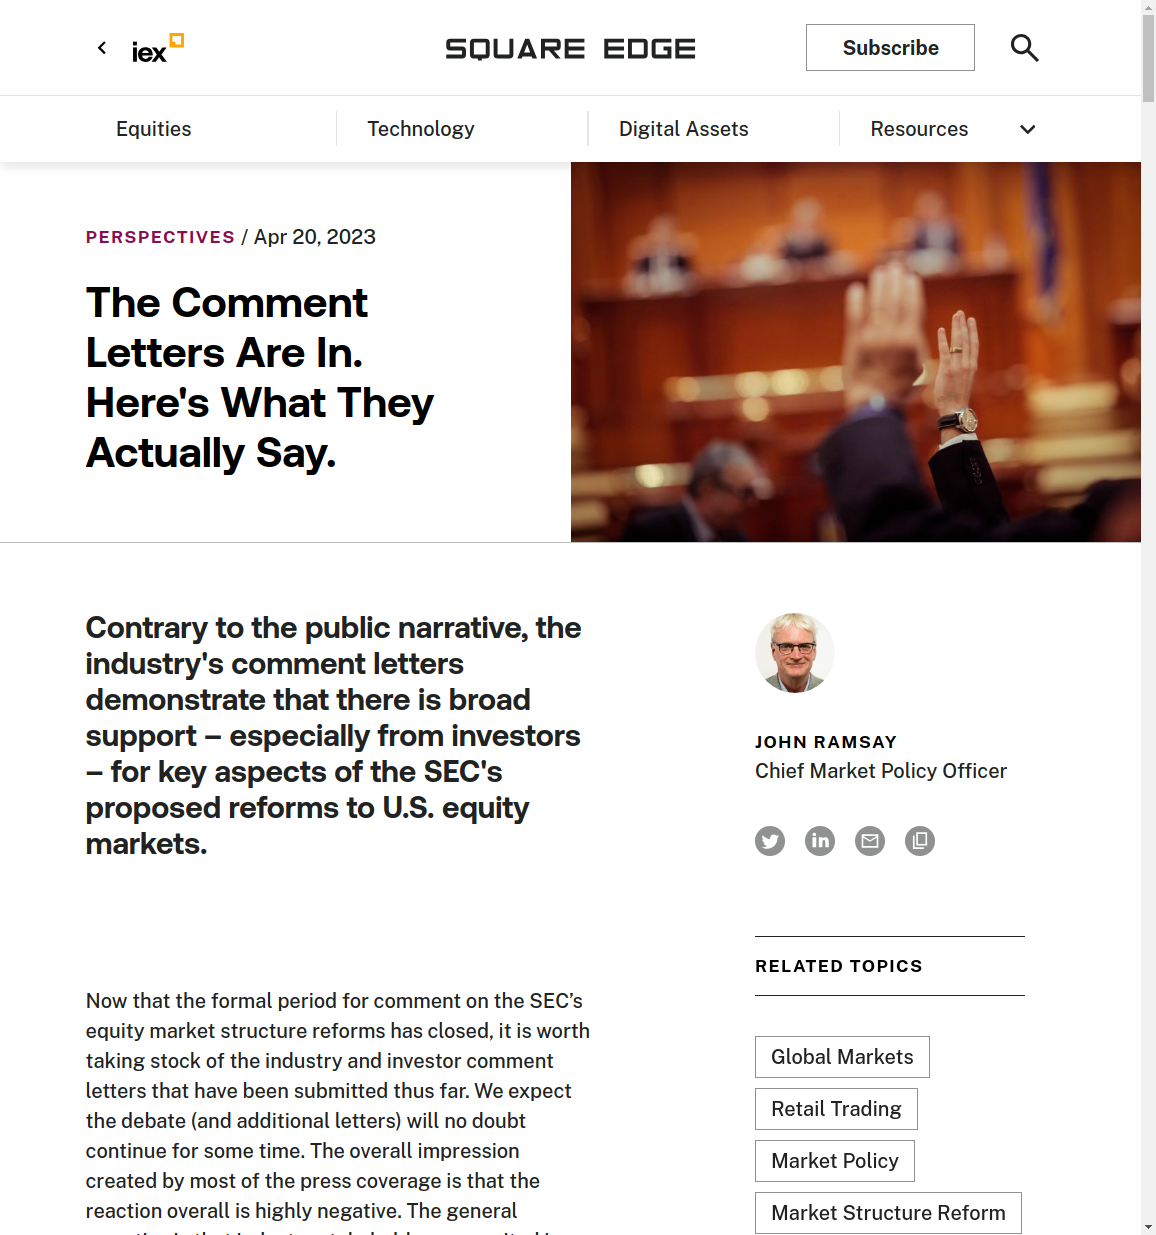 iex
SQUARE EDGE
Subscribe
Equities
Technology
Digital Assets
Resources
PERSPECTIVES / Apr 20, 2023
The Comment
Letters Are In.
Here's What They
Actually Say.
Contrary to the public narrative, the
industry's comment letters
demonstrate that there is broad
support – especially from investors
– for key aspects of the SEC's
proposed reforms to U.S. equity
markets.
JOHN RAMSAY
Chief Market Policy Officer
in
RELATED TOPICS
Global Markets
Retail Trading
Market Policy
Market Structure Reform
Now that the formal period for comment on the SEC’s
equity market structure reforms has closed, it is worth
taking stock of the industry and investor comment
letters that have been submitted thus far. We expect
the debate (and additional letters) will no doubt
continue for some time. The overall impression
created by most of the press coverage is that the
reaction overall is highly negative. The general